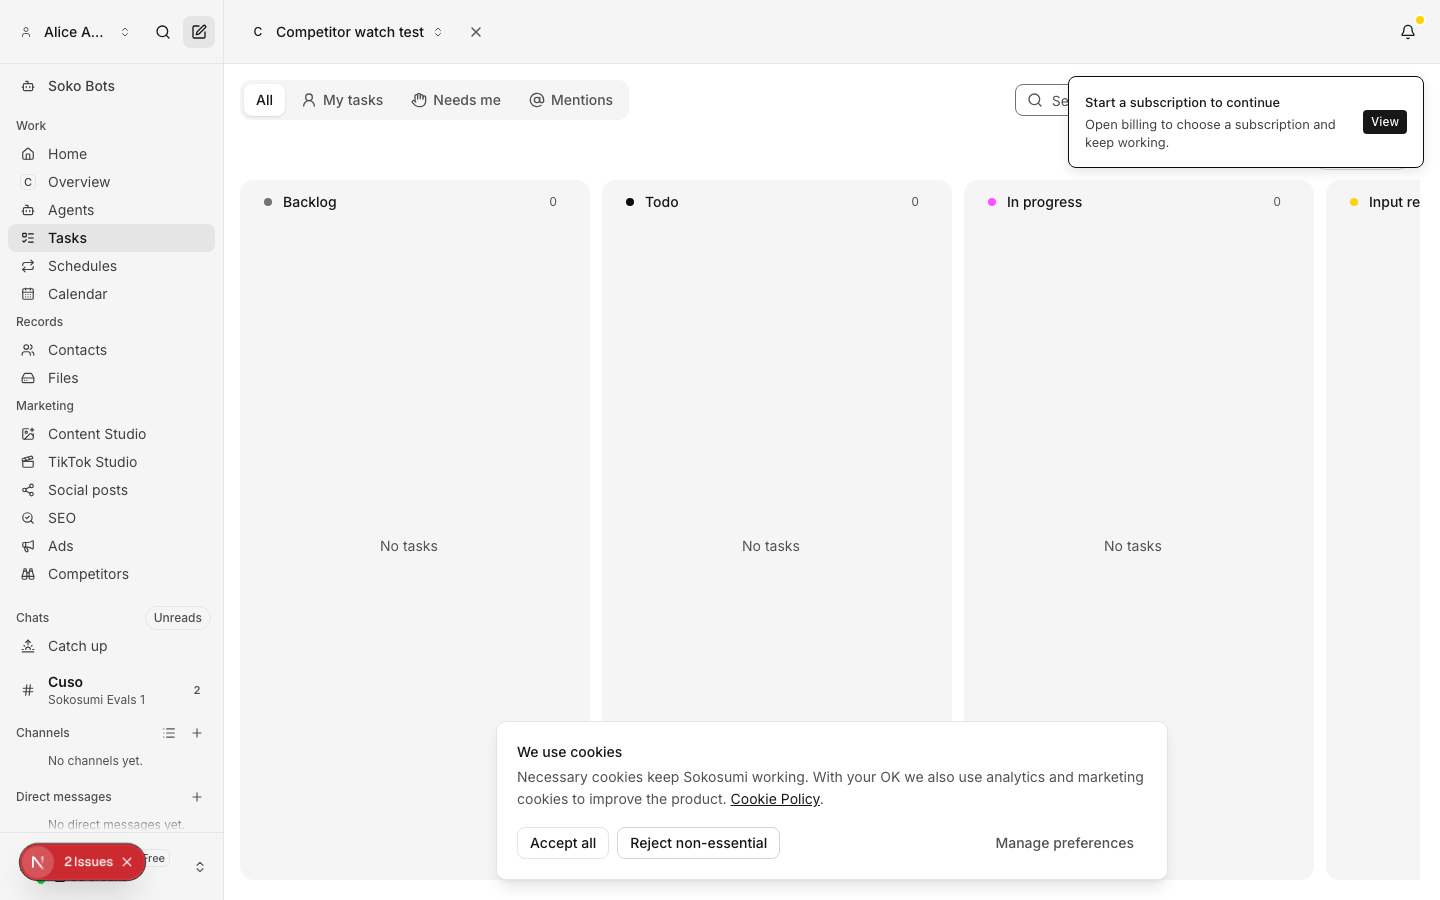 Alice A...
Soko Bots
Work
Home
C Overview
Agents
Tasks
Schedules
Calendar
Records
Contacts
Files
Marketing
Content Studio
TikTok Studio
Social posts
SEO
Ads
Competitors
Chats
Unreads
Catch up
Cuso
Sokosumi Evals 1
2
Channels
No channels yet.
Direct messages
No direct messages yet.
N 2 Issues
Free
C Competitor watch test
All
My tasks
Needs me
Mentions
Se
Start a subscription to continue
Open billing to choose a subscription and
keep working.
View
Backlog 0
Todo 0
In progress 0
Input re
No tasks
No tasks
No tasks
We use cookies
Necessary cookies keep Sokosumi working. With your OK we also use analytics and marketing
cookies to improve the product. Cookie Policy.
Accept all
Reject non-essential
Manage preferences